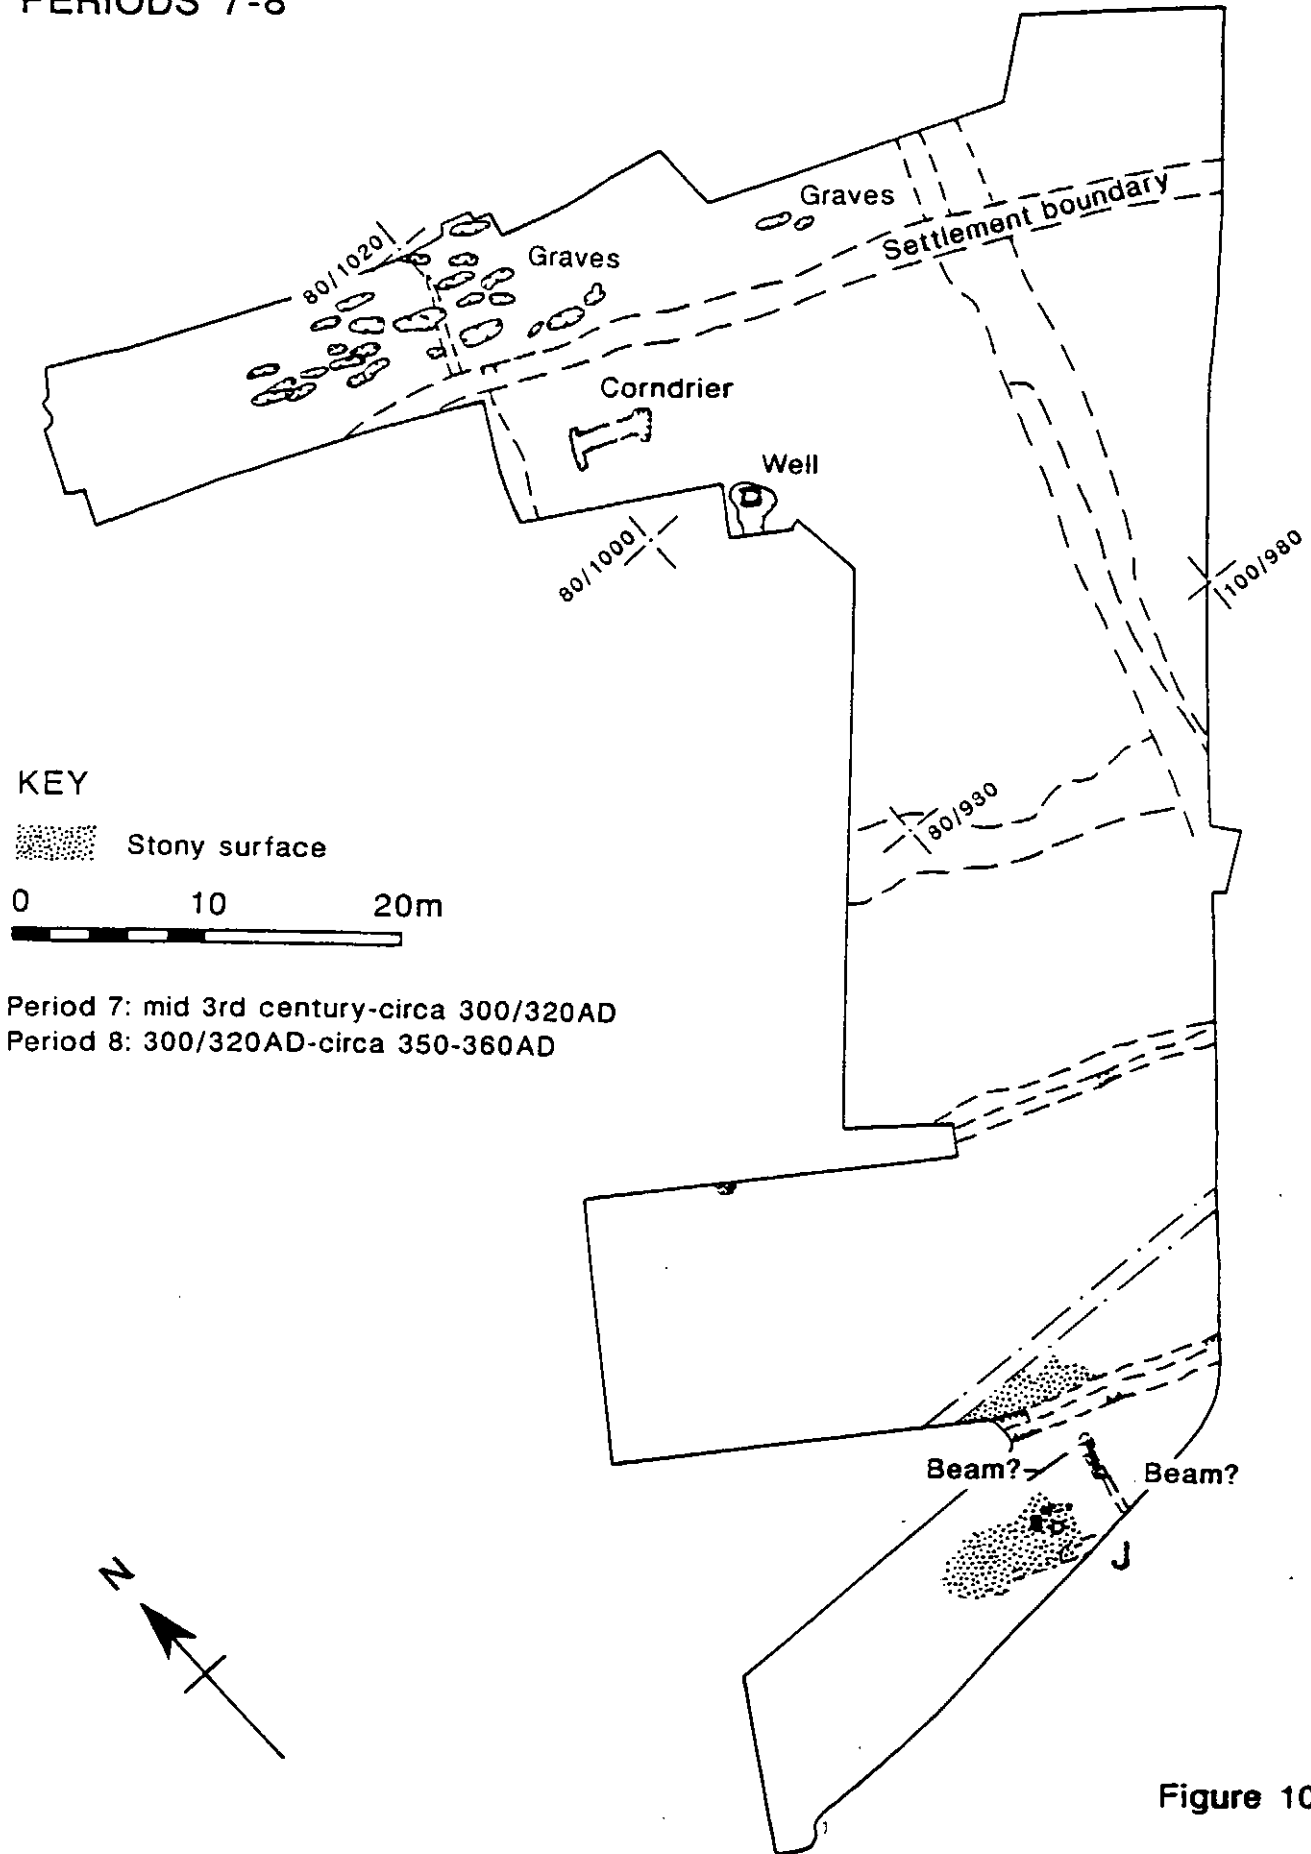 PERIODS 7-8
Graves
Settlement boundary
80/1020
Graves
Corndrier
Well
80/1000
100/980
KEY
80/980
Stony surface
0 10 20m
Period 7: mid 3rd century-circa 300/320AD
Period 8: 300/320AD-circa 350-360AD
Beam?
Beam?
J
N
Figure 10